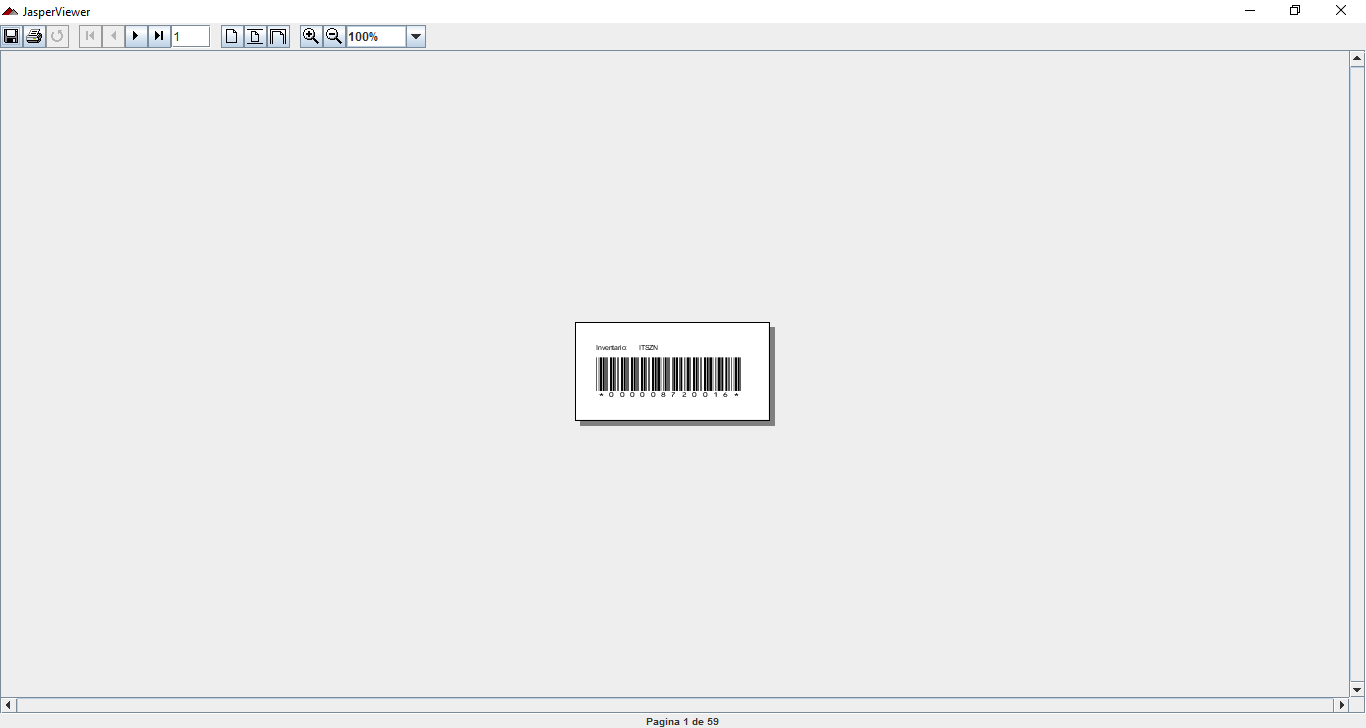 JasperViewer
1
100%
Inventario: ITSZN
*000008720016*
Pagina 1 de 59